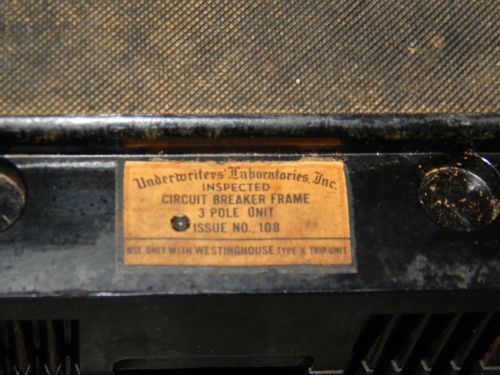 Underwriters' Laboratories, Inc.
INSPECTED
CIRCUIT BREAKER FRAME
3 POLE UNIT
ISSUE NO. 108
USE ONLY WITH WESTINGHOUSE TYPE K TRIP UNIT